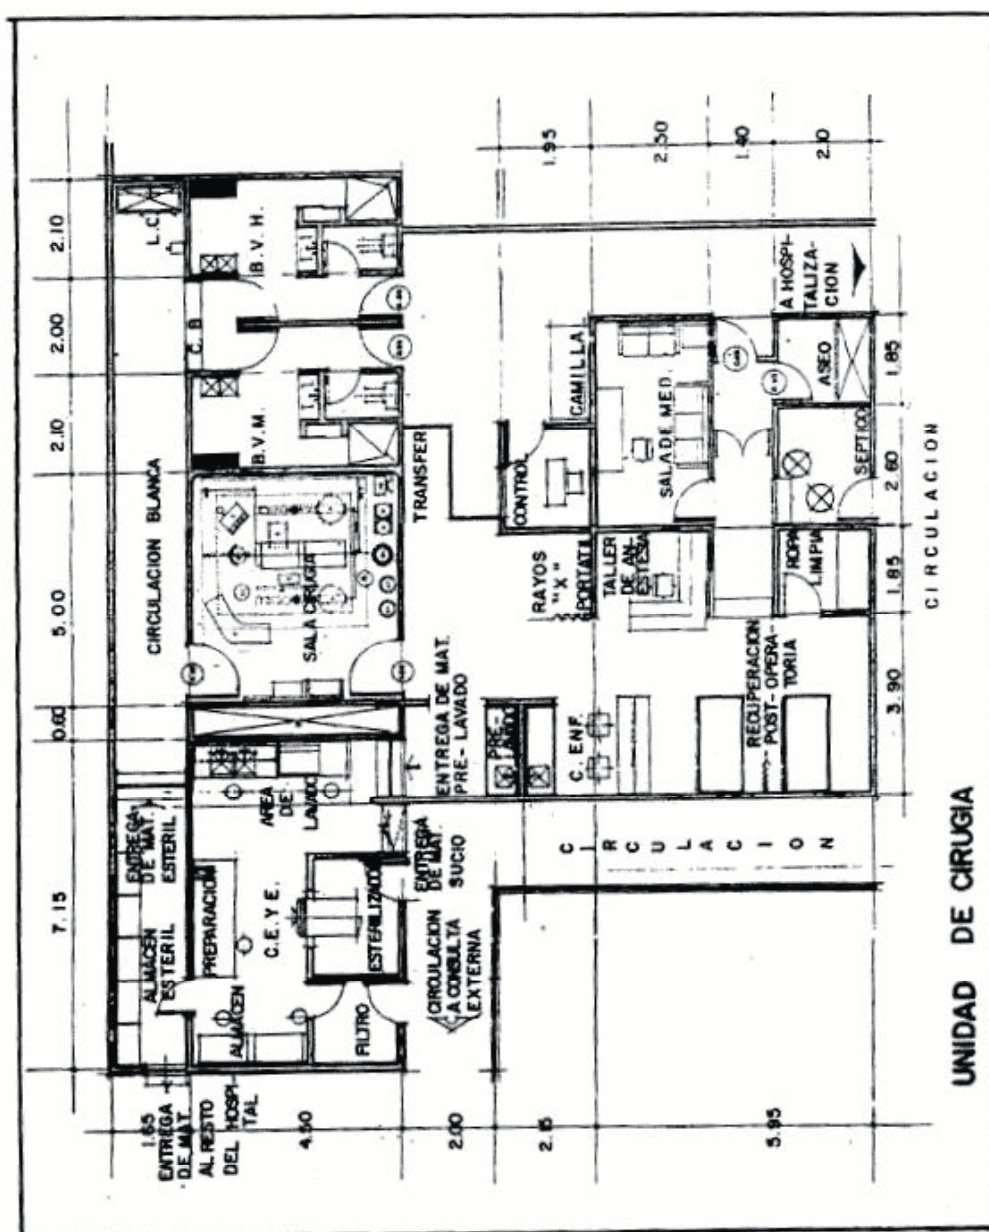 7.15
0.60
5.00
2.10
2.00
2.10
1.65
ENTREGA
DE MAT.
AL RESTO
DEL HOSPI-
TAL
ALMACEN
ESTERIL
ENTREGA
DE MAT.
ESTERIL
CIRCULACION BLANCA
L.C.
C.B.
4.50
ALMACEN
PREPARACION
C.E.Y E.
AREA
DE
LAVADO
FILTRO
ESTERILIZACION
SALA CIRUGIA
B.V.M.
B.V.H.
2.00
CIRCULACION
A CONSULTA
EXTERNA
ENTREGA
DE MAT.
SUCIO
ENTREGA DE MAT.
PRE-LAVADO
TRANSFER
2.15
PRE-
LAVADO
RAYOS
"X"
PORTATIL
CONTROL
CAMILLA
1.95
5.95
CIRCULACION
C. ENF.
TALLER
DE AN-
ESTESIA
SALA DE MED.
2.50
1.40
RECUPERACION
POST-OPERA-
TORIA
ROPA
LIMPIA
SEPTICO
ASEO
A HOSPI-
TALIZA-
CION
2.10
3.90
1.85
2.60
1.85
CIRCULACION
UNIDAD DE CIRUGIA